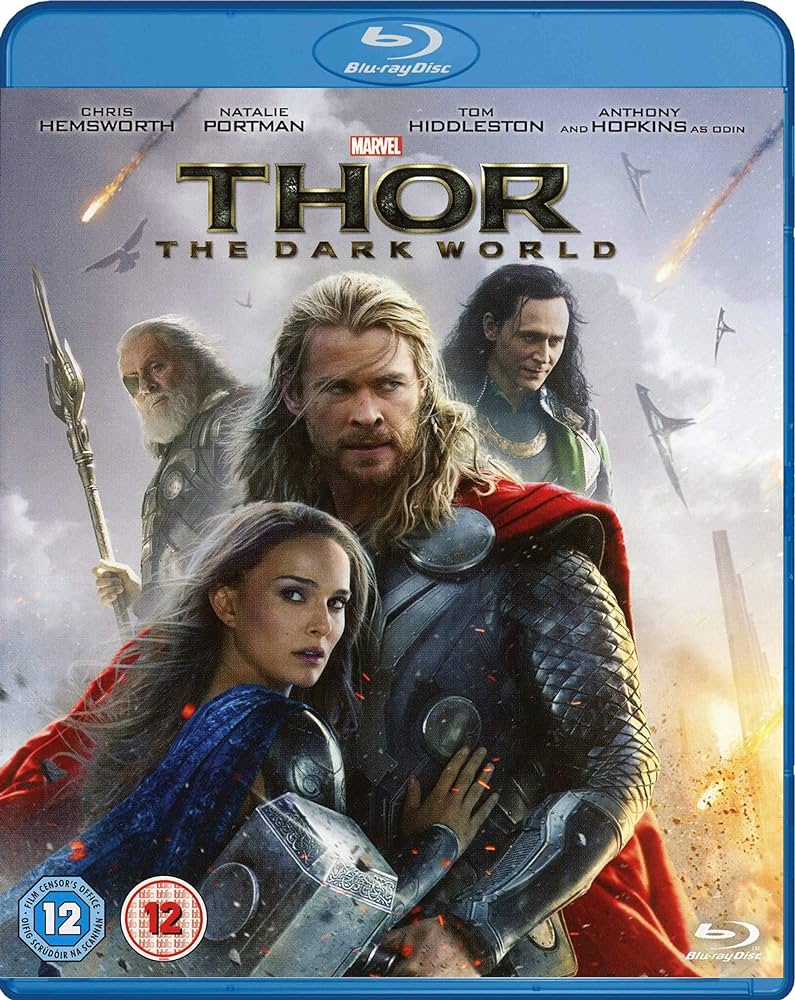 Blu-ray Disc
CHRIS HEMSWORTH
NATALIE PORTMAN
TOM HIDDLESTON
ANTHONY
AND HOPKINS AS ODIN
MARVEL
THOR
THE DARK WORLD
FILM CENSOR'S OFFICE
12
OIFIG SCRÚDÓIR NA SCANNÁN
12
Blu-ray Disc